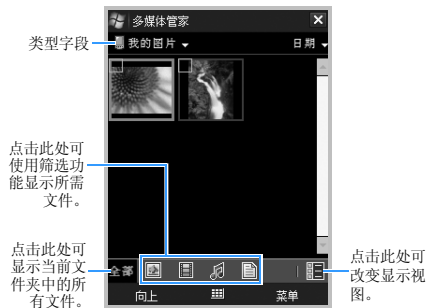 多媒体管家
类型字段
我的图片
日期
点击此处可
使用筛选功
能显示所需
文件。
点击此处可
显示当前文
件夹中的所
有文件。
全部
点击此处可
改变显示视
图。
向上
菜单